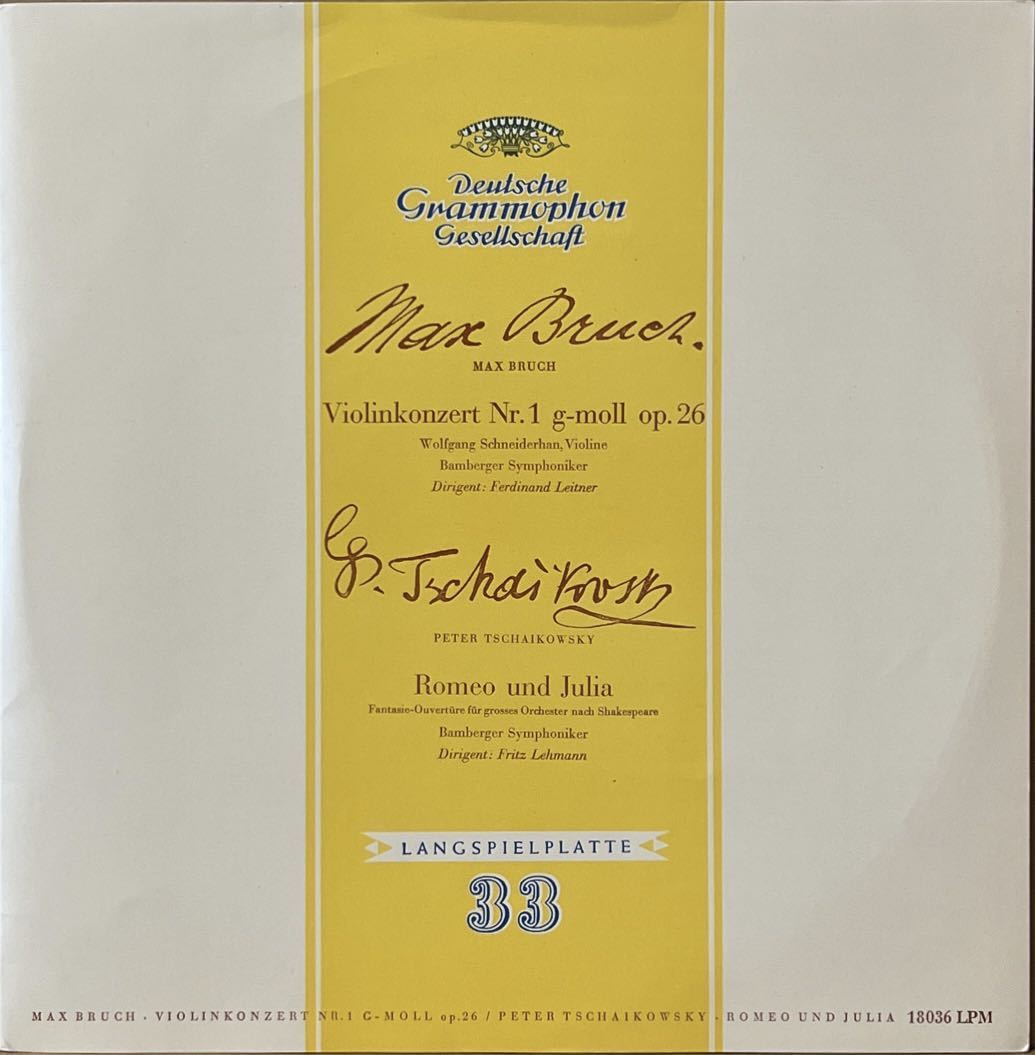 Deutsche
Grammophon
Gesellschaft
Max Bruch.
MAX BRUCH
Violinkonzert Nr. 1 g-moll op. 26
Wolfgang Schneiderhan, Violine
Bamberger Symphoniker
Dirigent: Ferdinand Leitner
P. Tschaikovsky
PETER TSCHAIKOWSKY
Romeo und Julia
Fantasie-Ouvertüre für grosses Orchester nach Shakespeare
Bamberger Symphoniker
Dirigent: Fritz Lehmann
LANGSPIELPLATTE
33
MAX BRUCH · VIOLINKONZERT NR. 1 G-MOLL op. 26 / PETER TSCHAIKOWSKY · ROMEO UND JULIA 18036 LPM